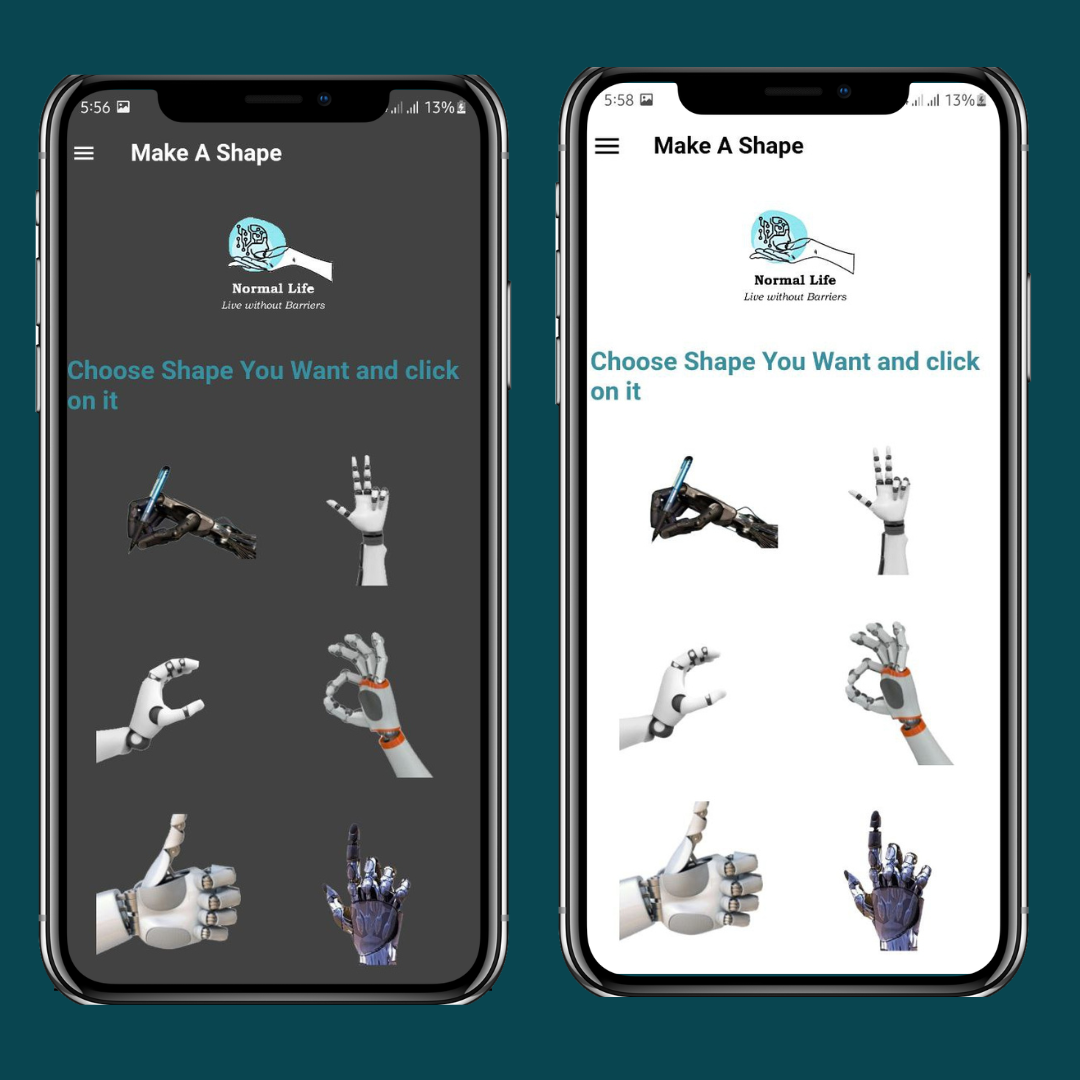 5:56
13%
Make A Shape
Normal Life
Live without Barriers
Choose Shape You Want and click
on it
5:58
13%
Make A Shape
Normal Life
Live without Barriers
Choose Shape You Want and click
on it